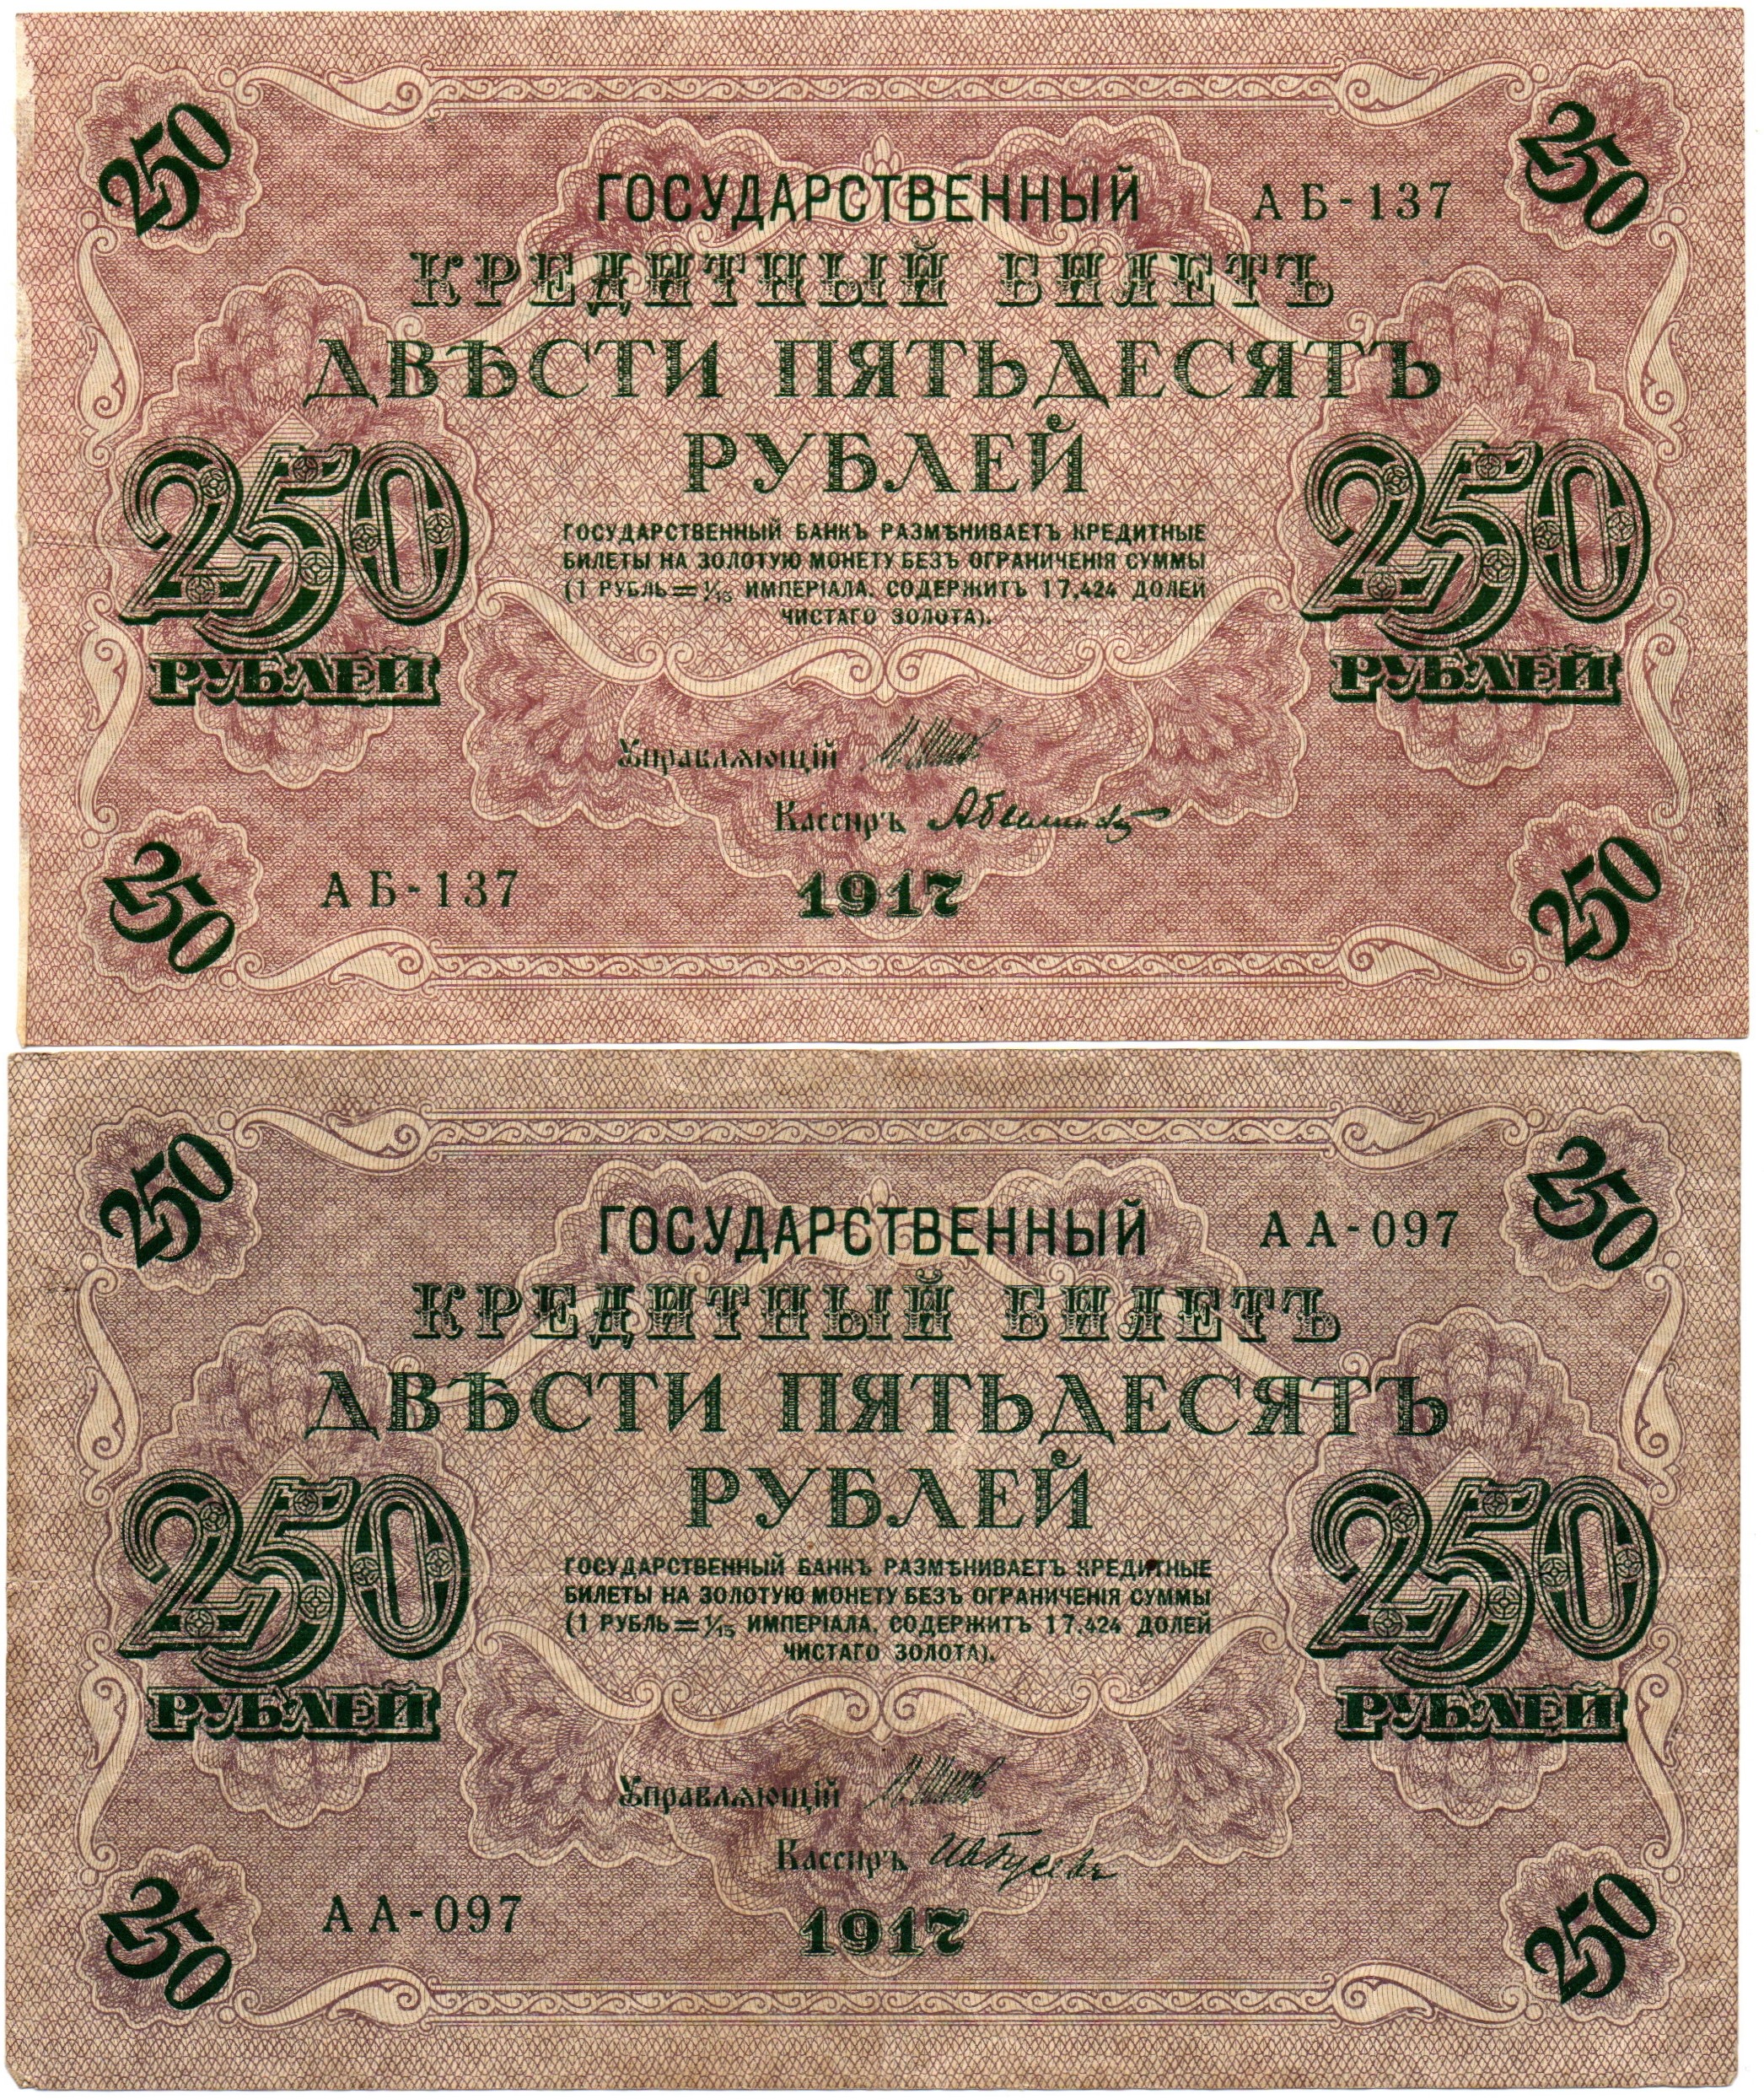 250 250
ГОСУДАРСТВЕННЫЙ АБ-137
КРЕДИТНЫЙ БИЛЕТЪ
ДВѢСТИ ПЯТЬДЕСЯТЪ
РУБЛЕЙ
250 250
ГОСУДАРСТВЕННЫЙ БАНКЪ РАЗМѢНИВАЕТЪ КРЕДИТНЫЕ
БИЛЕТЫ НА ЗОЛОТУЮ МОНЕТУ БЕЗЪ ОГРАНИЧЕНІЯ СУММЫ
(1 РУБЛЬ=1/15 ИМПЕРІАЛА, СОДЕРЖИТЪ 17,424 ДОЛЕЙ
ЧИСТАГО ЗОЛОТА).
РУБЛЕЙ РУБЛЕЙ
Управляющій
Кассиръ
АБ-137 1917
250 250
250 250
ГОСУДАРСТВЕННЫЙ АА-097
КРЕДИТНЫЙ БИЛЕТЪ
ДВѢСТИ ПЯТЬДЕСЯТЪ
РУБЛЕЙ
250 250
ГОСУДАРСТВЕННЫЙ БАНКЪ РАЗМѢНИВАЕТЪ КРЕДИТНЫЕ
БИЛЕТЫ НА ЗОЛОТУЮ МОНЕТУ БЕЗЪ ОГРАНИЧЕНІЯ СУММЫ
(1 РУБЛЬ=1/15 ИМПЕРІАЛА, СОДЕРЖИТЪ 17,424 ДОЛЕЙ
ЧИСТАГО ЗОЛОТА).
РУБЛЕЙ РУБЛЕЙ
Управляющій
Кассиръ
АА-097 1917
250 250